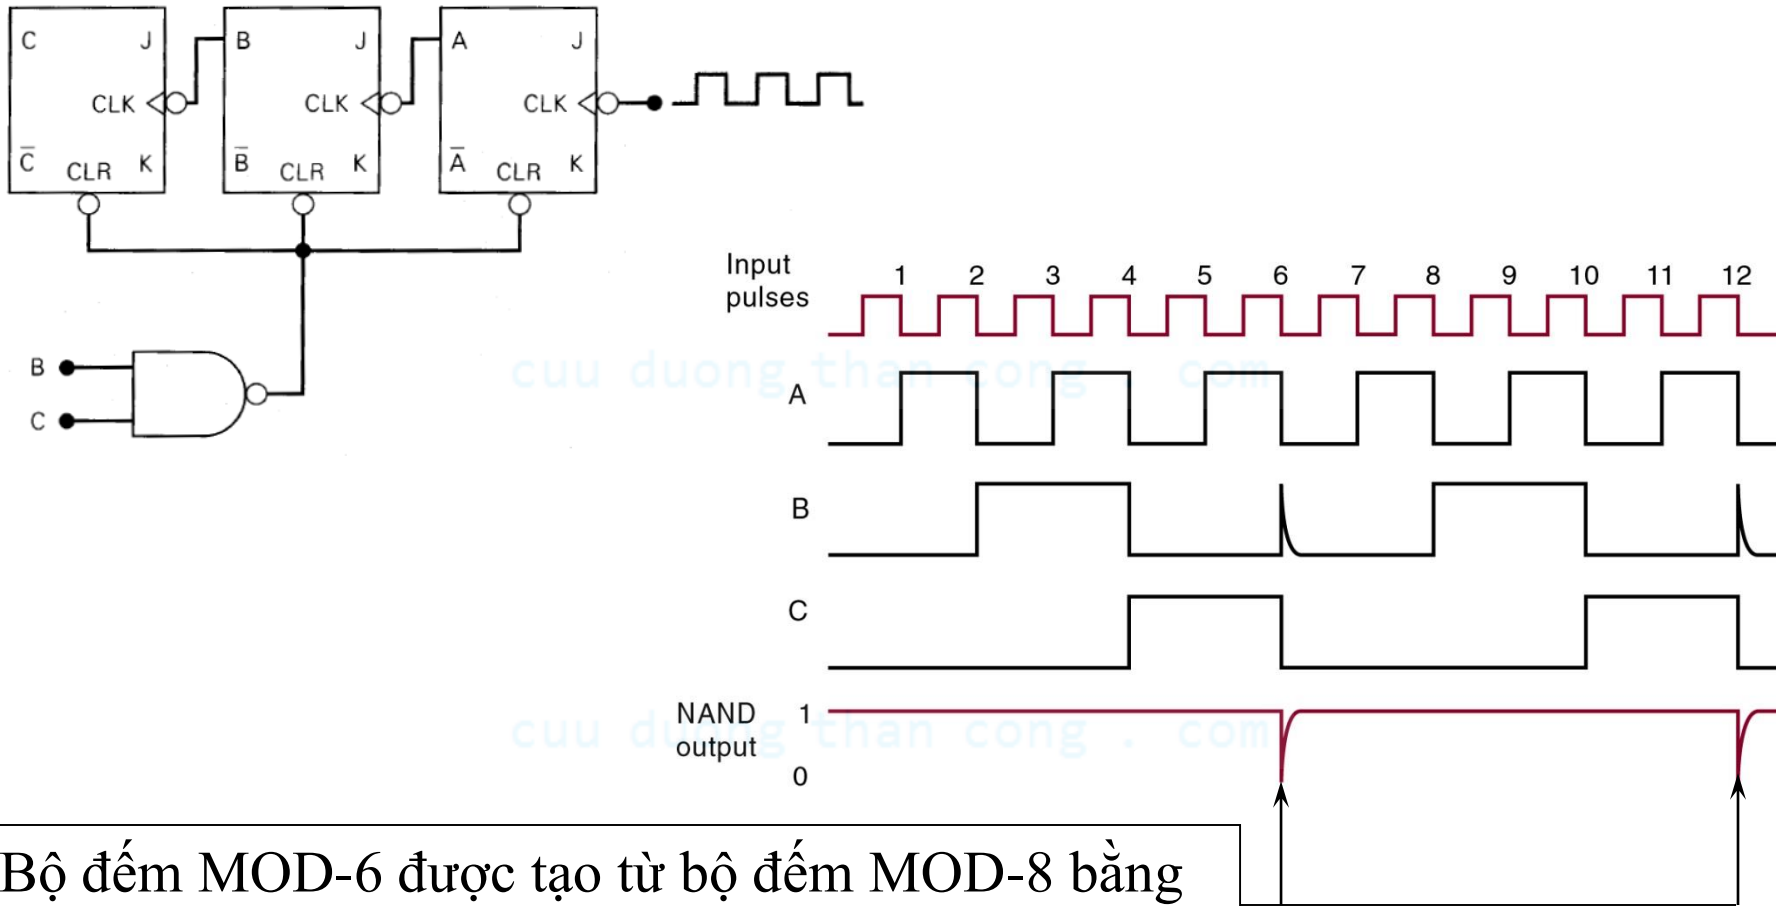 C J B J A J
CLK CLK CLK
C̅ CLR K B̅ CLR K A̅ CLR K
B
C
Input pulses
1 2 3 4 5 6 7 8 9 10 11 12
cuu duong than cong . com
A
B
C
NAND 1
output
0
cuu duong than cong . com
Bộ đếm MOD-6 được tạo từ bộ đếm MOD-8 bằng